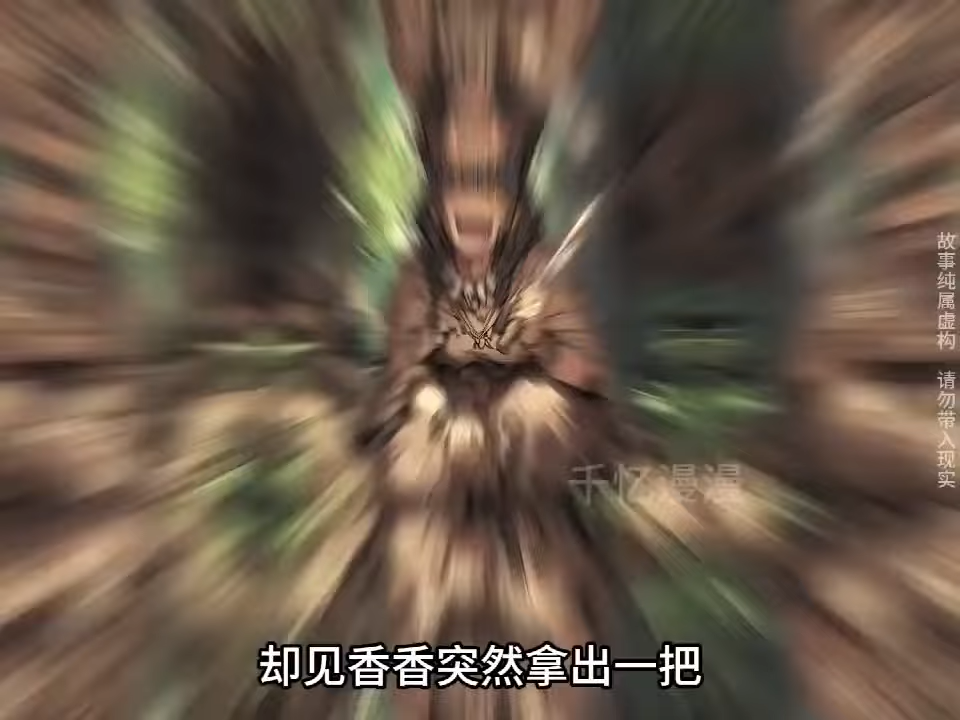 故事纯属虚构 请勿带入现实
千忆漫漫
却见香香突然拿出一把